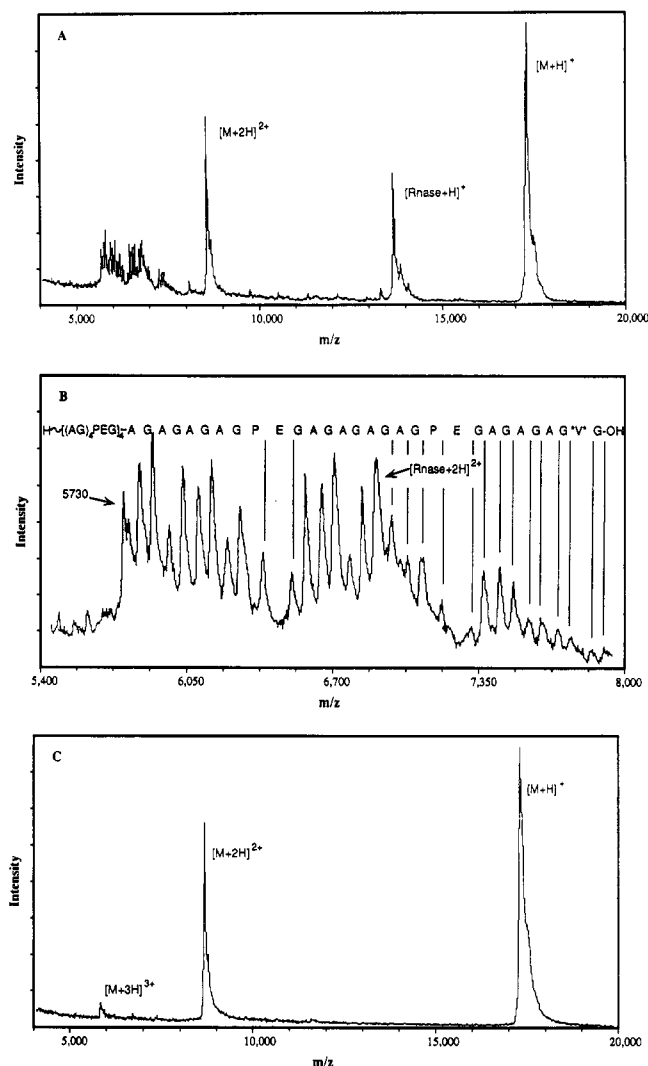 A
[M+H]+
[M+2H]2+
[Rnase+H]+
Intensity
5,000 10,000 15,000 20,000
m/z
B
H~[(AG)4PEG]4-A G A G A G A G P E G A G A G A G A G P E G A G A G A G *V* G-OH
5730
[Rnase+2H]2+
Intensity
5,400 6,050 6,700 7,350 8,000
m/z
C
[M+H]+
[M+2H]2+
[M+3H]3+
Intensity
5,000 10,000 15,000 20,000
m/z